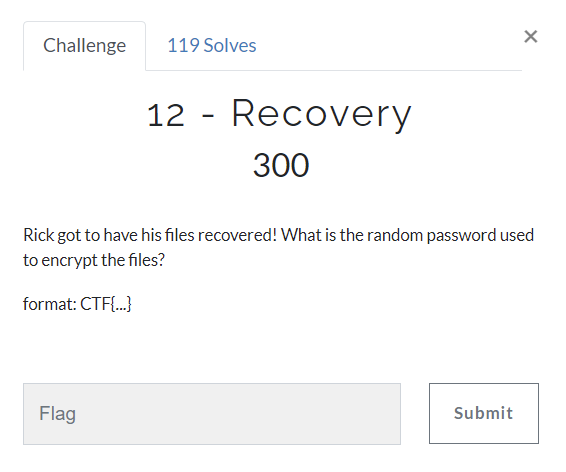 Challenge
119 Solves
×
12 - Recovery
300
Rick got to have his files recovered! What is the random password used
to encrypt the files?
format: CTF{...}
Flag
Submit